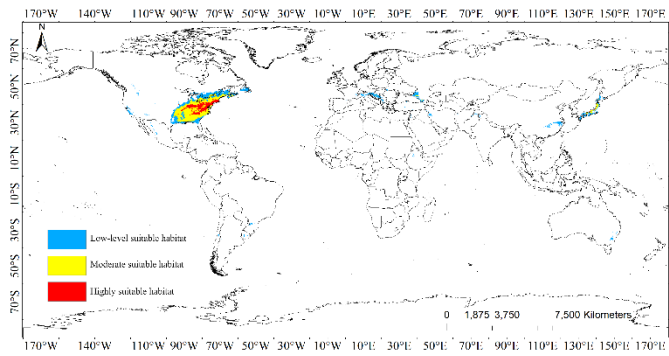 170°W 140°W 110°W 90°W 70°W 50°W 30°W 10°W 10°E 30°E 50°E 70°E 90°E 110°E 130°E 150°E 170°E
N
70°N
50°N
30°N
10°N
10°S
30°S
50°S
70°S
Low-level suitable habitat
Moderate suitable habitat
Highly suitable habitat
0 1,875 3,750 7,500 Kilometers
170°W 140°W 110°W 90°W 70°W 50°W 30°W 10°W 10°E 30°E 50°E 70°E 90°E 110°E 135°E 160°E